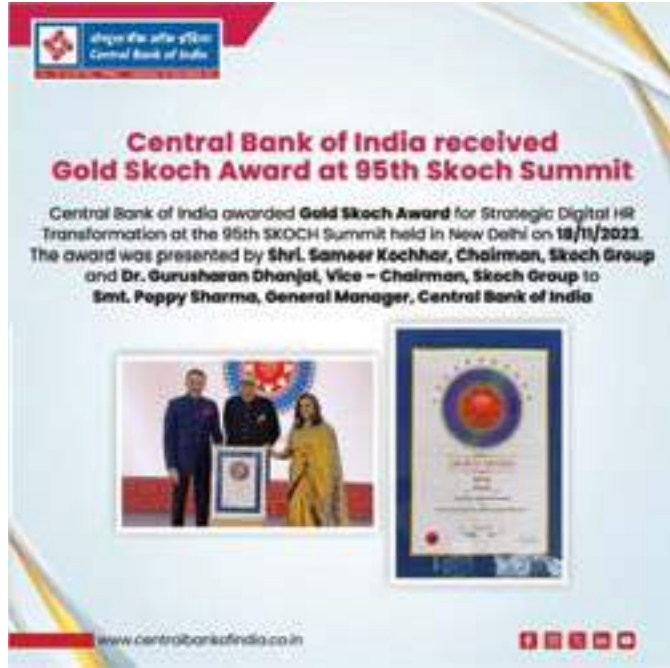 सेन्ट्रल बैंक ऑफ इंडिया
Central Bank of India
Central Bank of India received
Gold Skoch Award at 95th Skoch Summit
Central Bank of India awarded Gold Skoch Award for Strategic Digital HR
Transformation at the 95th SKOCH Summit held in New Delhi on 18/11/2023.
The award was presented by Shri. Sameer Kochhar, Chairman, Skoch Group
and Dr. Gurusharan Dhanjal, Vice – Chairman, Skoch Group to
Smt. Poppy Sharma, General Manager, Central Bank of India
www.centralbankofindia.co.in